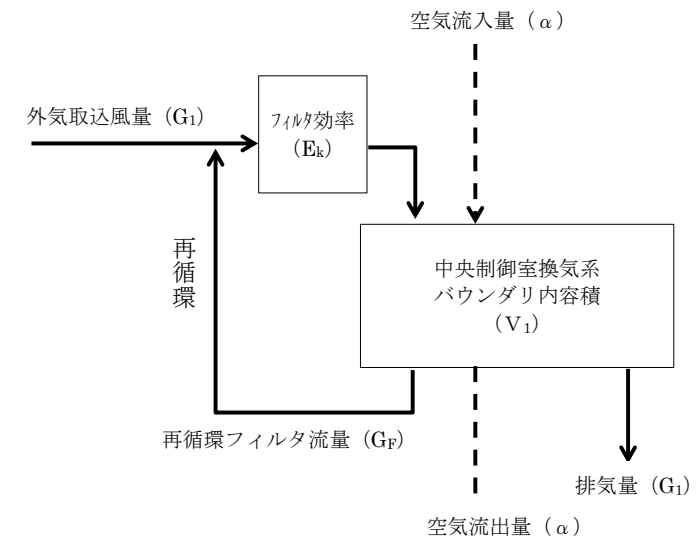 空気流入量（α）
外気取込風量（G₁）
ﾌｨﾙﾀ効率
（Eₖ）
再循環
中央制御室換気系
バウンダリ内容積
（Ｖ₁）
再循環フィルタ流量（G_F）
排気量（G₁）
空気流出量（α）